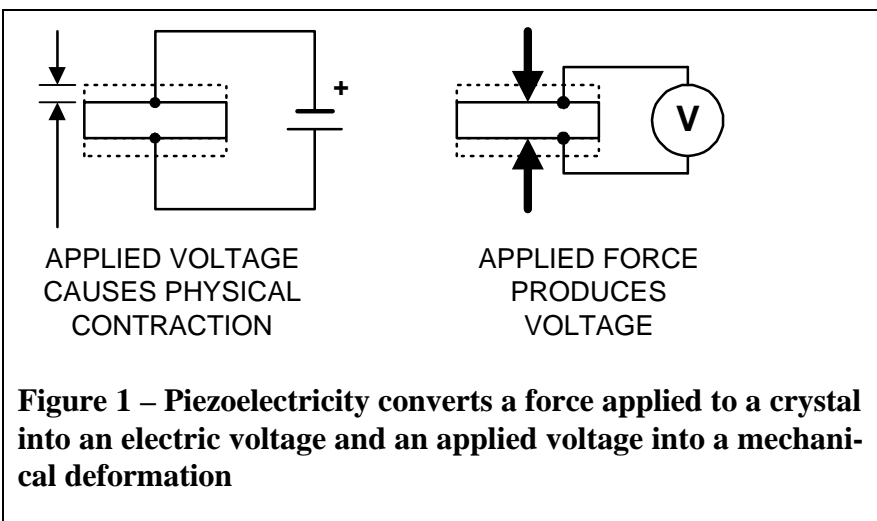 +
V
APPLIED VOLTAGE
CAUSES PHYSICAL
CONTRACTION
APPLIED FORCE
PRODUCES
VOLTAGE
Figure 1 – Piezoelectricity converts a force applied to a crystal
into an electric voltage and an applied voltage into a mechani-
cal deformation